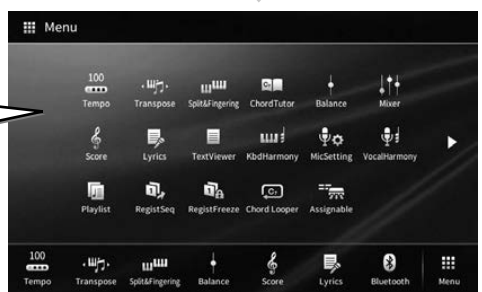 Menu
100
Tempo Transpose Split&Fingering ChordTutor Balance Mixer
Score Lyrics TextViewer KbdHarmony MicSetting VocalHarmony
Playlist RegistSeq RegistFreeze Chord Looper Assignable
100
Tempo Transpose Split&Fingering Balance Score Lyrics Bluetooth Menu